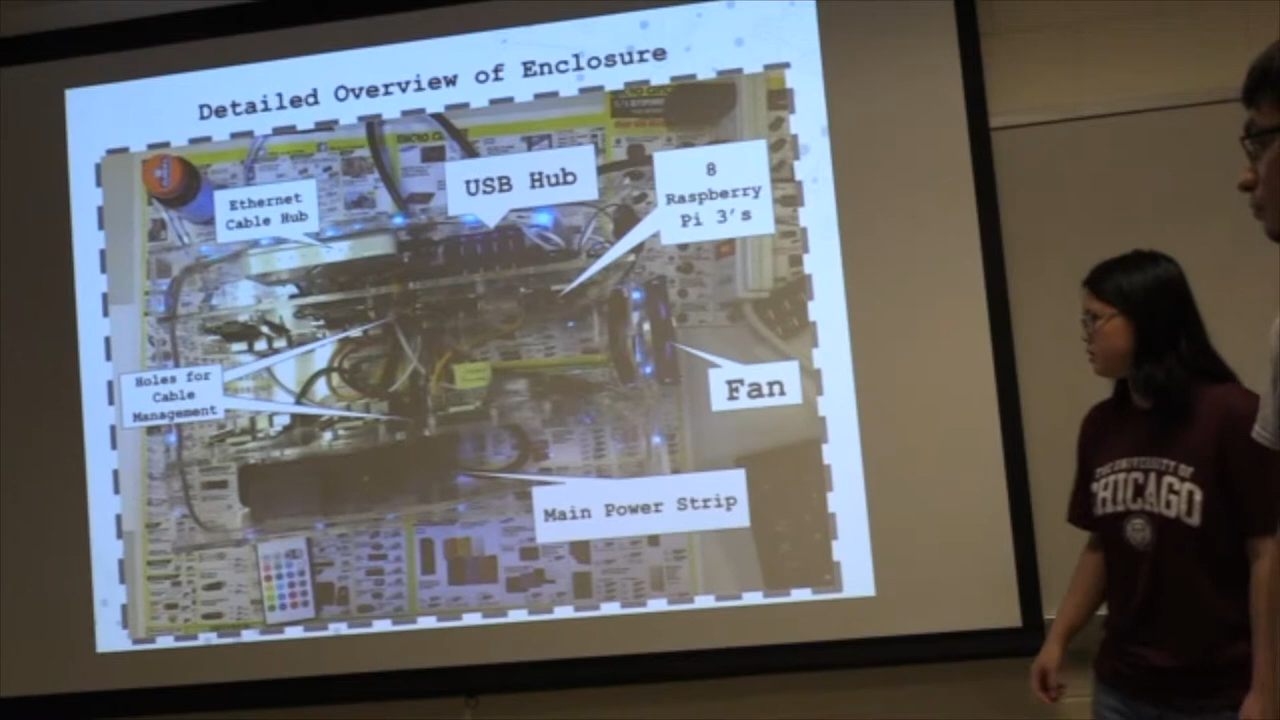 Detailed Overview of Enclosure
Ethernet
Cable Hub
USB Hub
8
Raspberry
Pi 3's
Holes for
Cable
Management
Fan
Main Power Strip
THE UNIVERSITY OF
CHICAGO